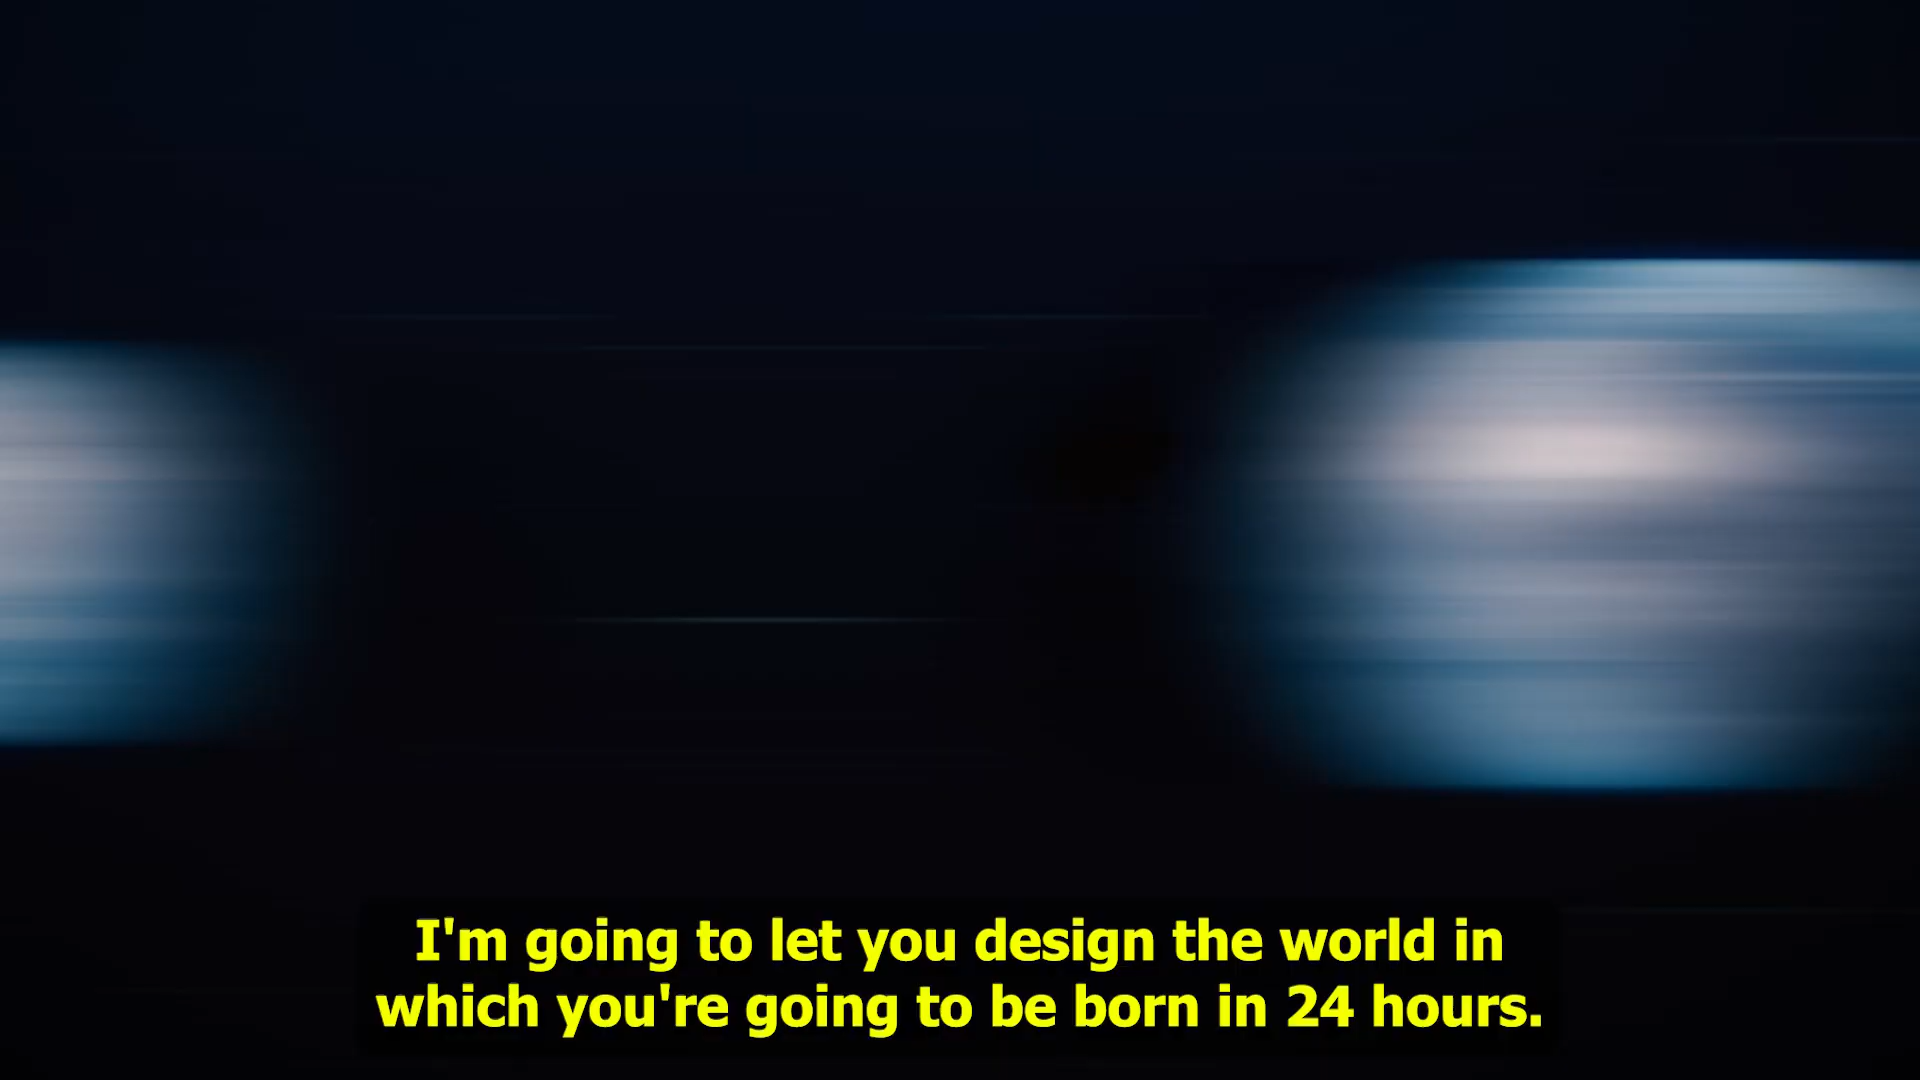 I'm going to let you design the world in
which you're going to be born in 24 hours.